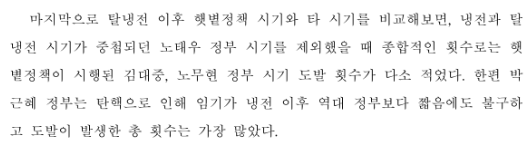 마지막으로 탈냉전 이후 햇볕정책 시기와 타 시기를 비교해보면, 냉전과 탈
냉전 시기가 중첩되던 노태우 정부 시기를 제외했을 때 종합적인 횟수로는 햇
볕정책이 시행된 김대중, 노무현 정부 시기 도발 횟수가 다소 적었다. 한편 박
근혜 정부는 탄핵으로 인해 임기가 냉전 이후 역대 정부보다 짧음에도 불구하
고 도발이 발생한 총 횟수는 가장 많았다.